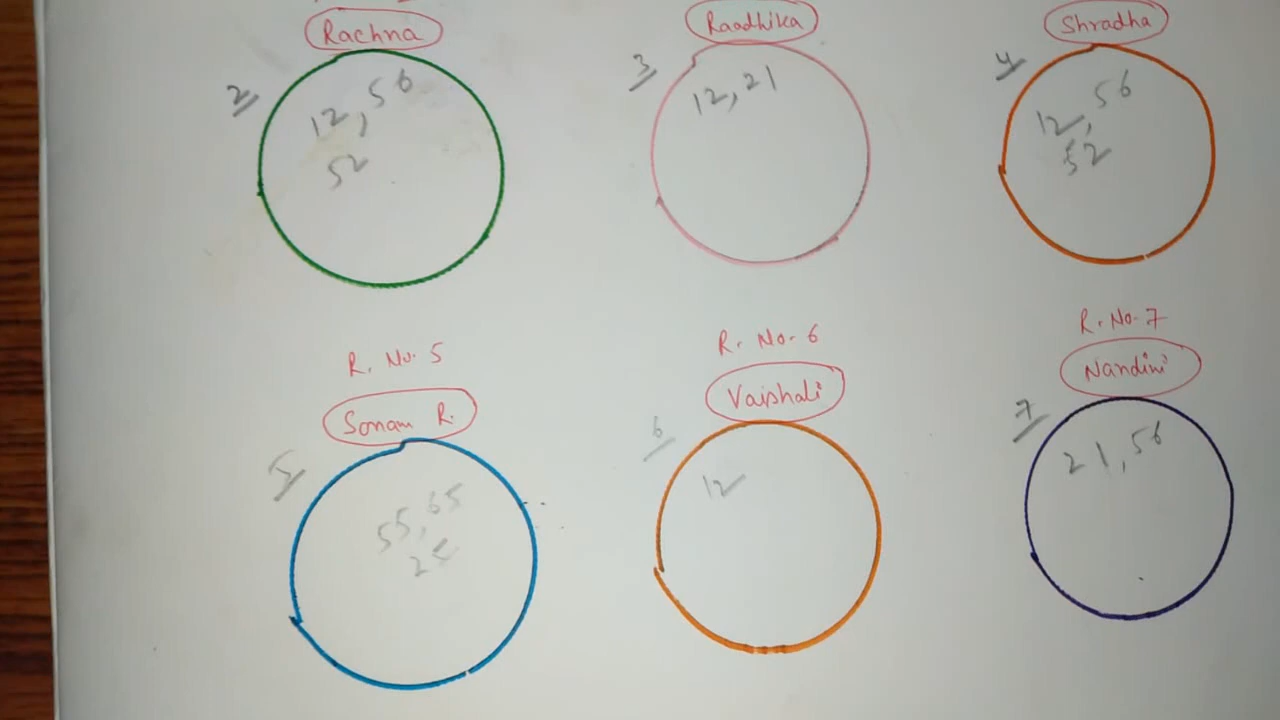 Rachna
2
12, 56
52
Raadhika
3
12, 21
Shradha
4
12, 56
52
R. No. 5
Sonam R.
5
55, 65
25
R. No. 6
Vaishali
6
12
R. No. 7
Nandini
7
21, 56